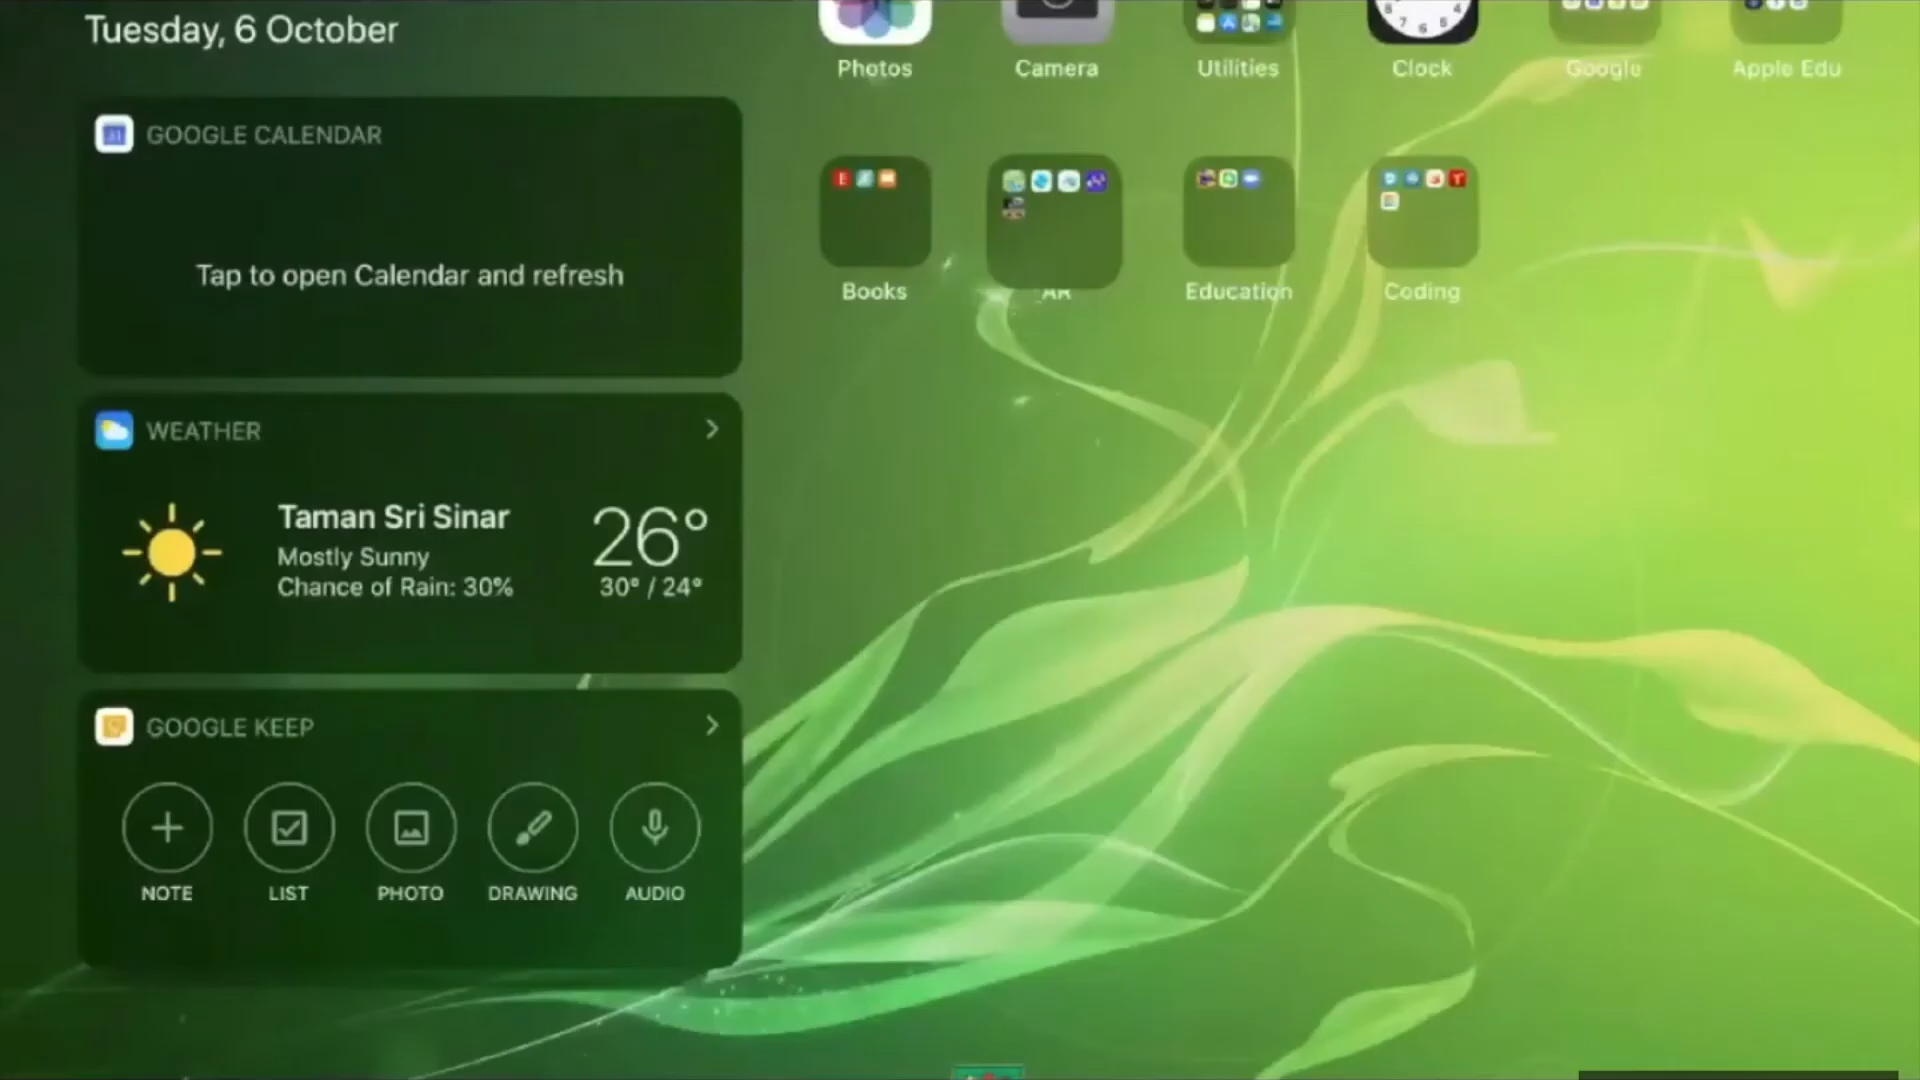 Tuesday, 6 October
Photos
Camera
Utilities
Clock
Google
Apple Edu
GOOGLE CALENDAR
Tap to open Calendar and refresh
Books
AR
Education
Coding
WEATHER
Taman Sri Sinar
26°
Mostly Sunny
Chance of Rain: 30%
30° / 24°
GOOGLE KEEP
NOTE
LIST
PHOTO
DRAWING
AUDIO